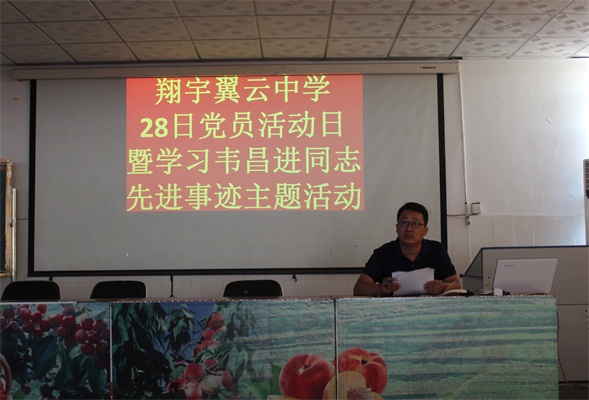 翔宇翼云中学
28日党员活动日
暨学习韦昌进同志
先进事迹主题活动